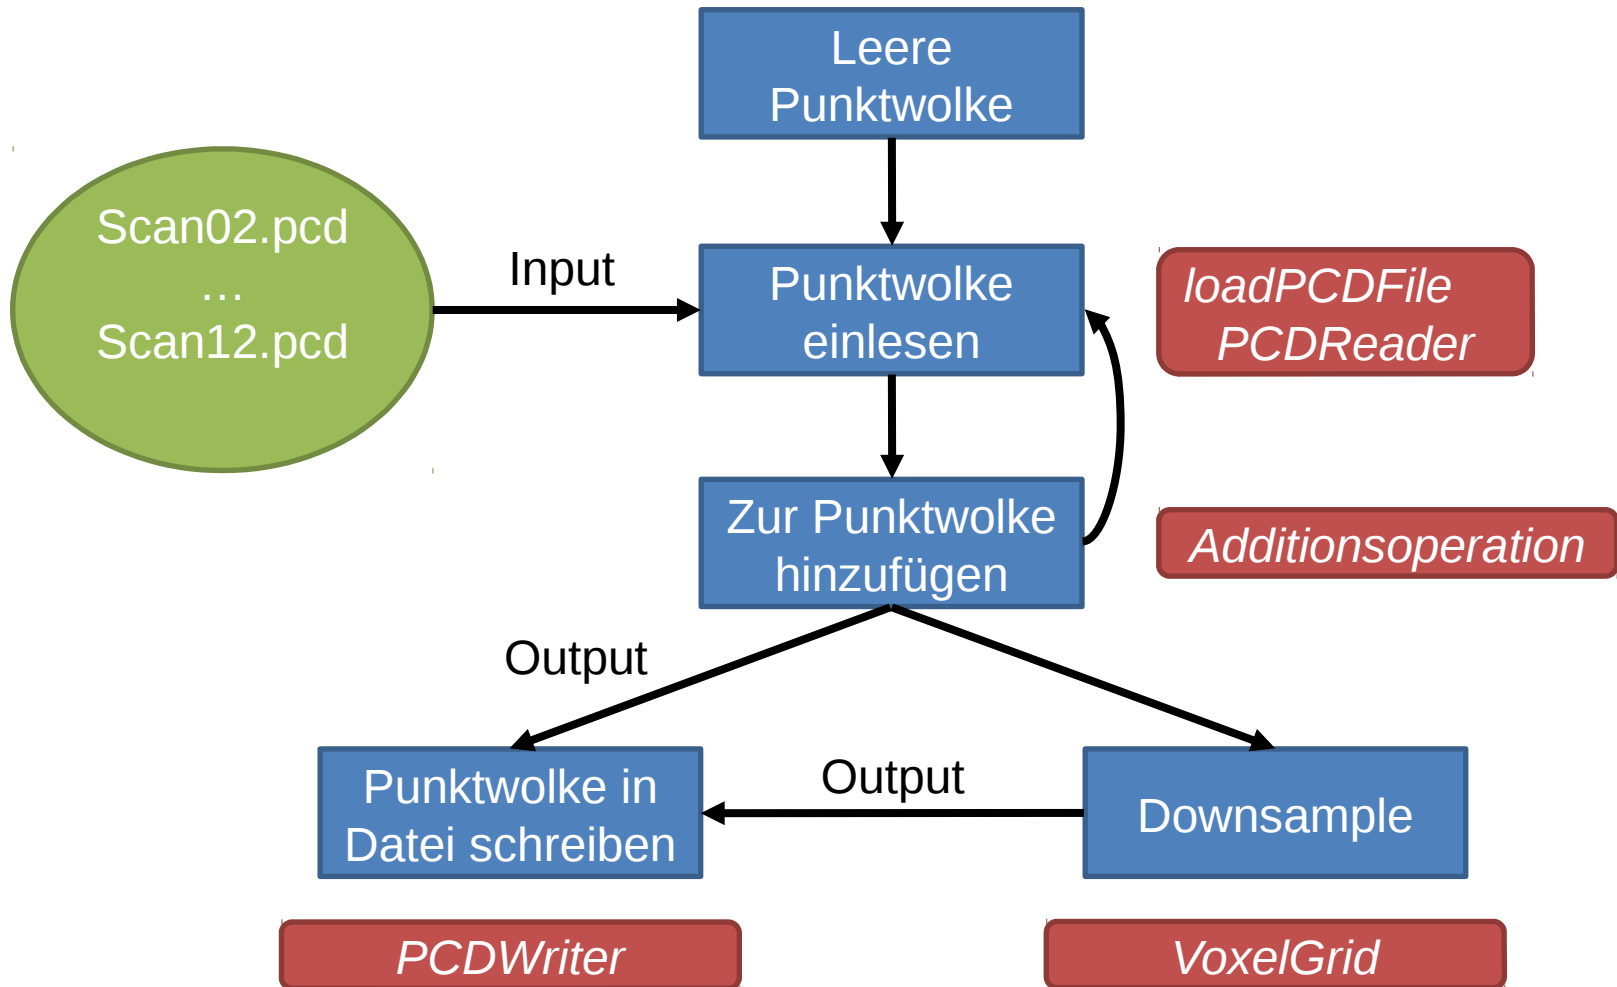 Leere
Punktwolke
Scan02.pcd
…
Scan12.pcd
Input
Punktwolke
einlesen
loadPCDFile
PCDReader
Zur Punktwolke
hinzufügen
Additionsoperation
Output
Punktwolke in
Datei schreiben
Output
Downsample
PCDWriter
VoxelGrid